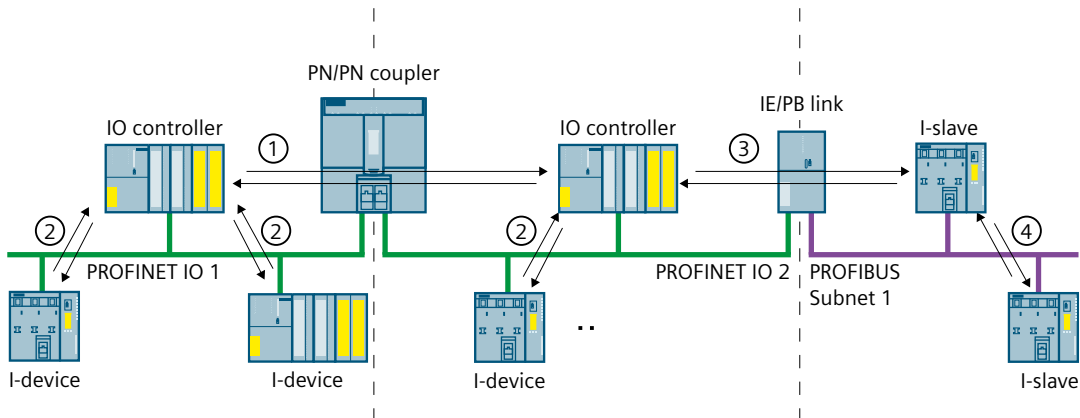 PN/PN coupler
IE/PB link
IO controller
IO controller
I-slave
1
3
2
2
2
4
PROFINET IO 1
PROFINET IO 2
PROFIBUS
Subnet 1
..
I-device
I-device
I-device
I-slave